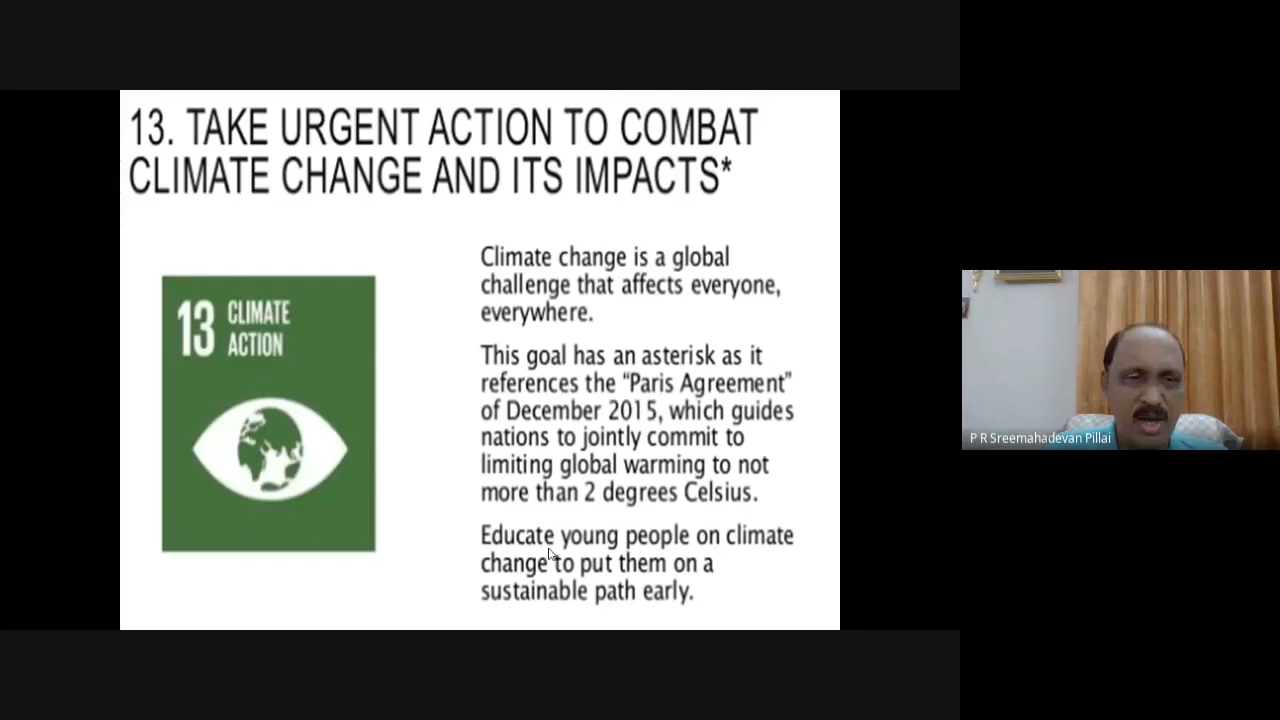 13. TAKE URGENT ACTION TO COMBAT
CLIMATE CHANGE AND ITS IMPACTS*
13 CLIMATE
ACTION
Climate change is a global
challenge that affects everyone,
everywhere.
This goal has an asterisk as it
references the “Paris Agreement”
of December 2015, which guides
nations to jointly commit to
limiting global warming to not
more than 2 degrees Celsius.
Educate young people on climate
change to put them on a
sustainable path early.
P R Sreemahadevan Pillai